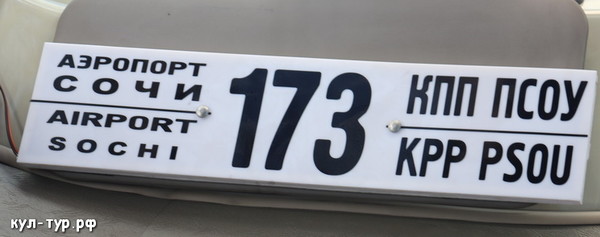 АЭРОПОРТ
СОЧИ
AIRPORT
SOCHI
173
КПП ПСОУ
KPP PSOU
кул-тур.рф